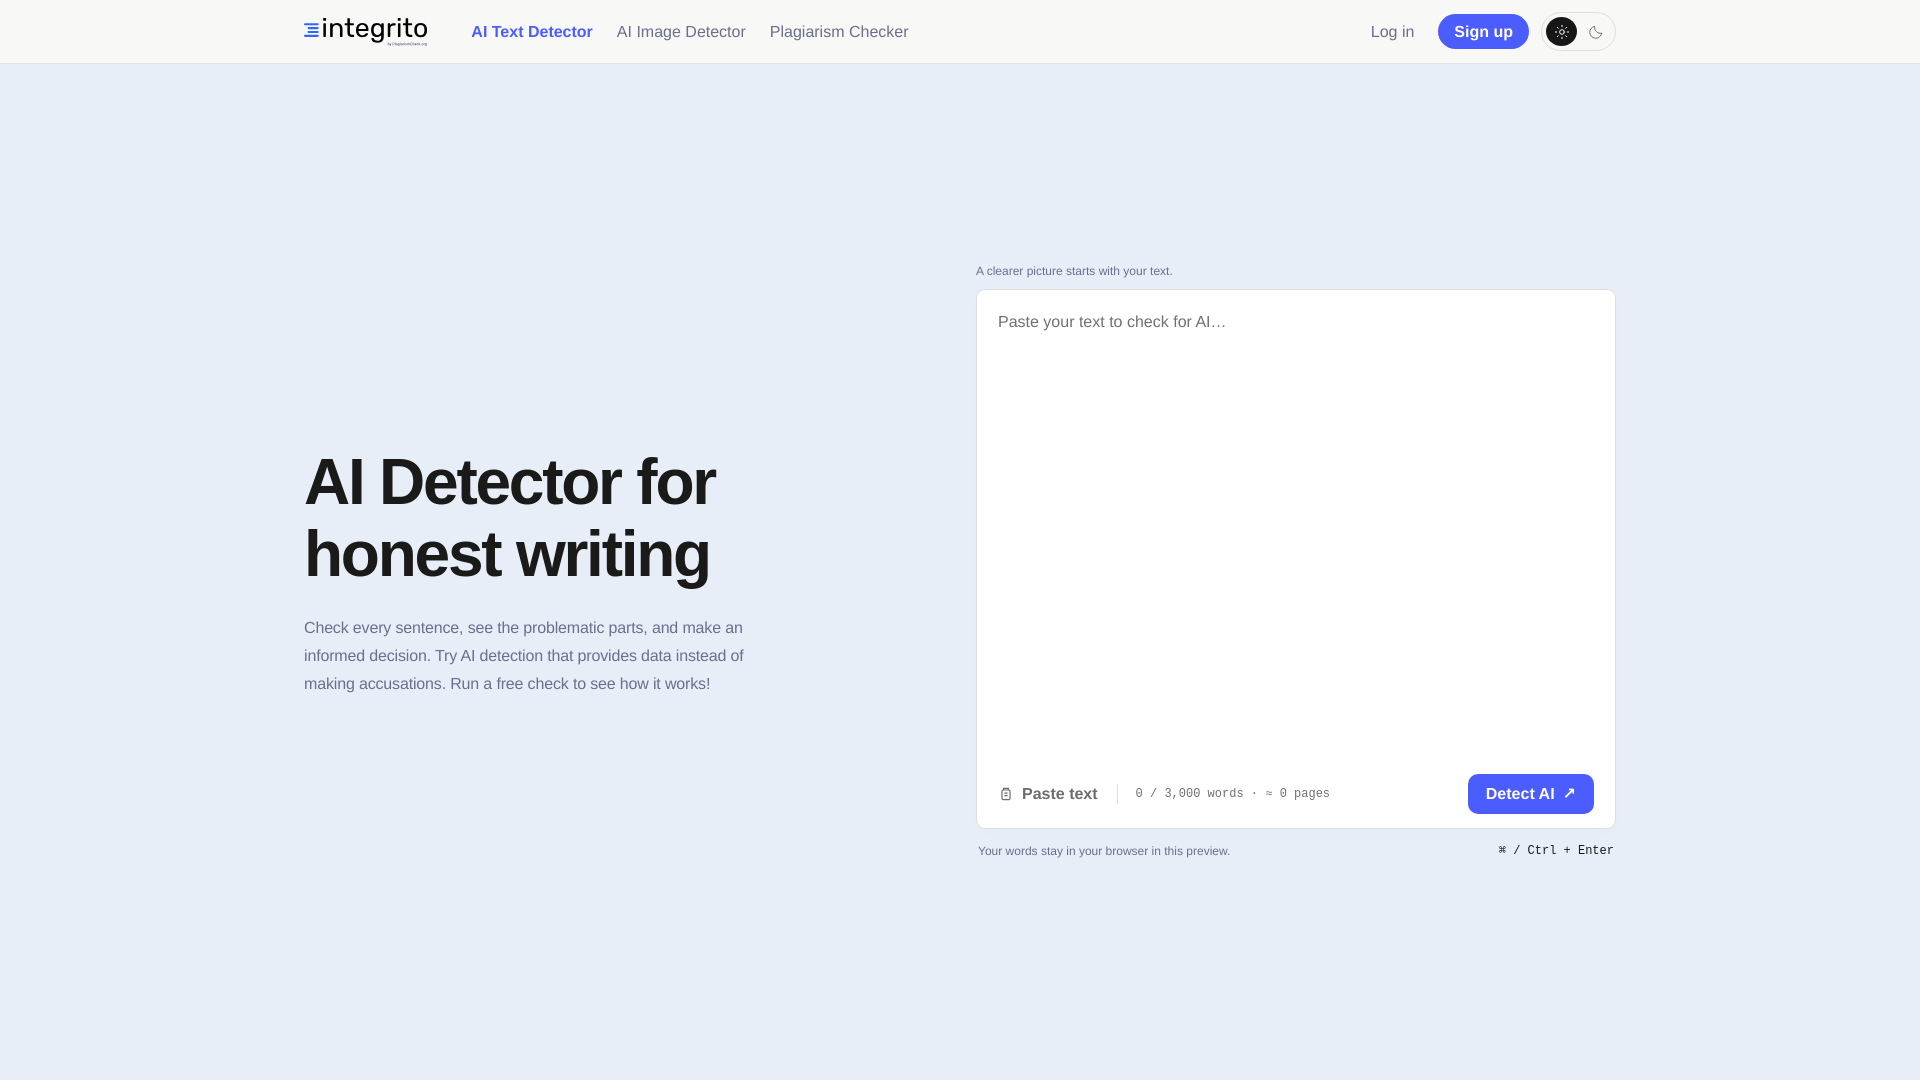 integrito
by PlagiarismCheck.org
AI Text Detector
AI Image Detector
Plagiarism Checker
Log in
Sign up
AI Detector for
honest writing
Check every sentence, see the problematic parts, and make an
informed decision. Try AI detection that provides data instead of
making accusations. Run a free check to see how it works!
A clearer picture starts with your text.
Paste your text to check for AI…
Paste text
0 / 3,000 words · ≈ 0 pages
Detect AI ↗
Your words stay in your browser in this preview.
⌘ / Ctrl + Enter